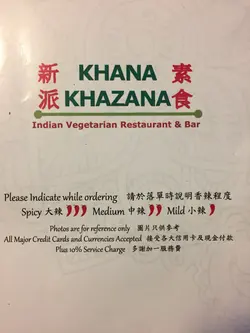 新 KHANA 素
派 KHAZANA 食
Indian Vegetarian Restaurant & Bar
Please Indicate while ordering 請於落單時說明香辣程度
Spicy 大辣 Medium 中辣 Mild 小辣
Photos are for reference only 圖片只供參考
All Major Credit Cards and Currencies Accepted 接受各大信用卡及現金付款
Plus 10% Service Charge 多謝加一服務費